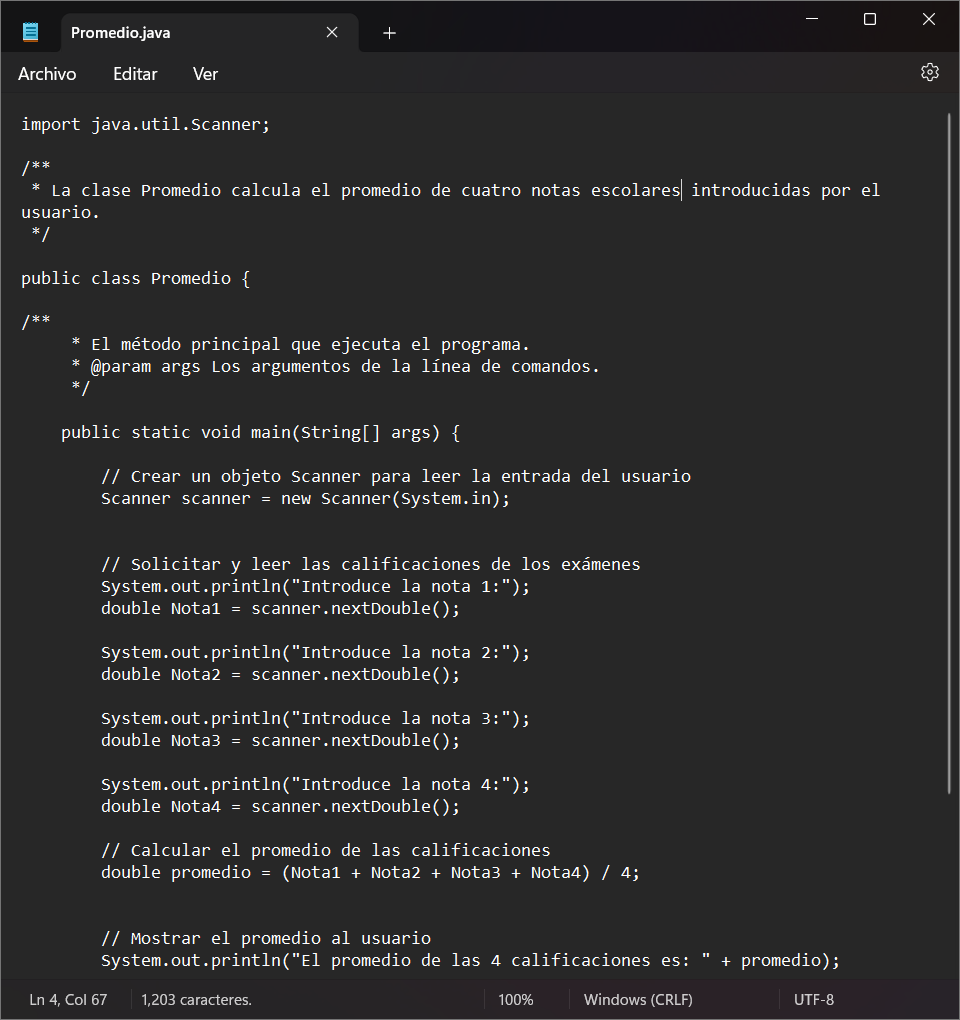 Promedio.java
Archivo Editar Ver
import java.util.Scanner;
/**
 * La clase Promedio calcula el promedio de cuatro notas escolares introducidas por el
usuario.
 */
public class Promedio {
/**
     * El método principal que ejecuta el programa.
     * @param args Los argumentos de la línea de comandos.
     */
    public static void main(String[] args) {
        // Crear un objeto Scanner para leer la entrada del usuario
        Scanner scanner = new Scanner(System.in);
        // Solicitar y leer las calificaciones de los exámenes
        System.out.println("Introduce la nota 1:");
        double Nota1 = scanner.nextDouble();
        System.out.println("Introduce la nota 2:");
        double Nota2 = scanner.nextDouble();
        System.out.println("Introduce la nota 3:");
        double Nota3 = scanner.nextDouble();
        System.out.println("Introduce la nota 4:");
        double Nota4 = scanner.nextDouble();
        // Calcular el promedio de las calificaciones
        double promedio = (Nota1 + Nota2 + Nota3 + Nota4) / 4;
        // Mostrar el promedio al usuario
        System.out.println("El promedio de las 4 calificaciones es: " + promedio);
Ln 4, Col 67 1,203 caracteres. 100% Windows (CRLF) UTF-8